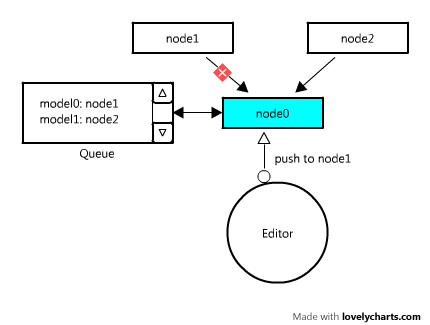 node1
node2
model0: node1
model1: node2
node0
Queue
push to node1
Editor
Made with lovelycharts.com